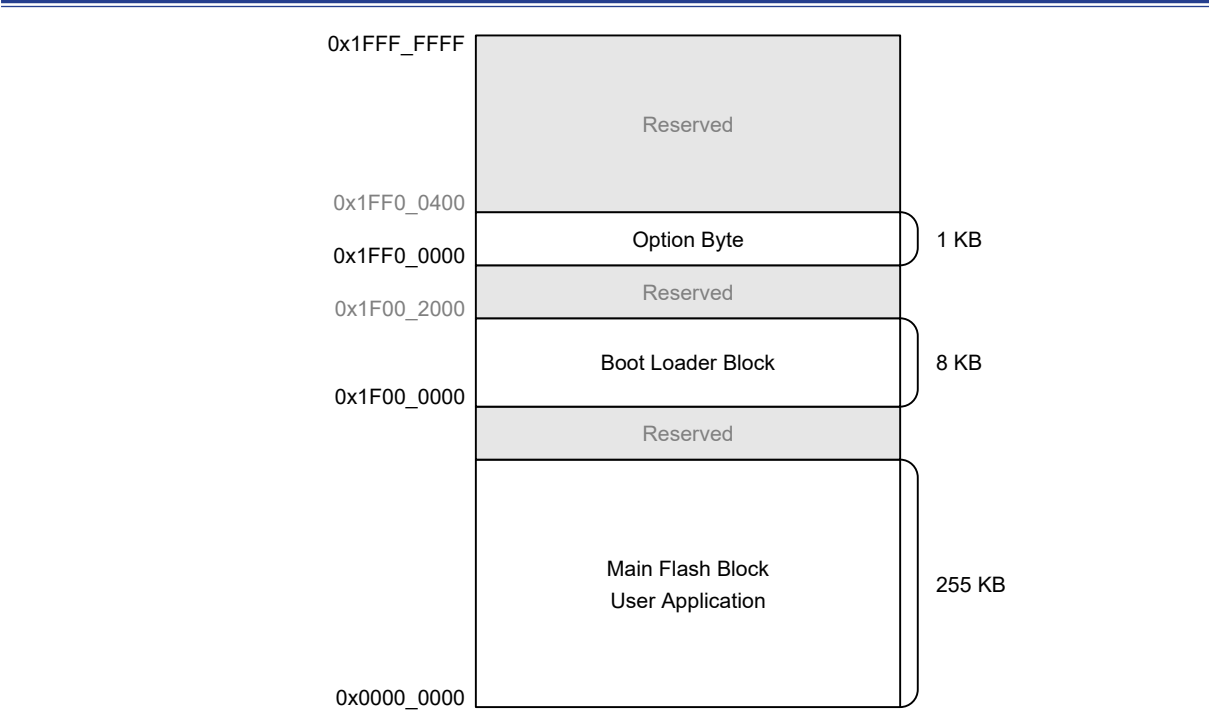 0x1FFF_FFFF
Reserved
0x1FF0_0400
Option Byte
1 KB
0x1FF0_0000
Reserved
0x1F00_2000
Boot Loader Block
8 KB
0x1F00_0000
Reserved
Main Flash Block
User Application
255 KB
0x0000_0000